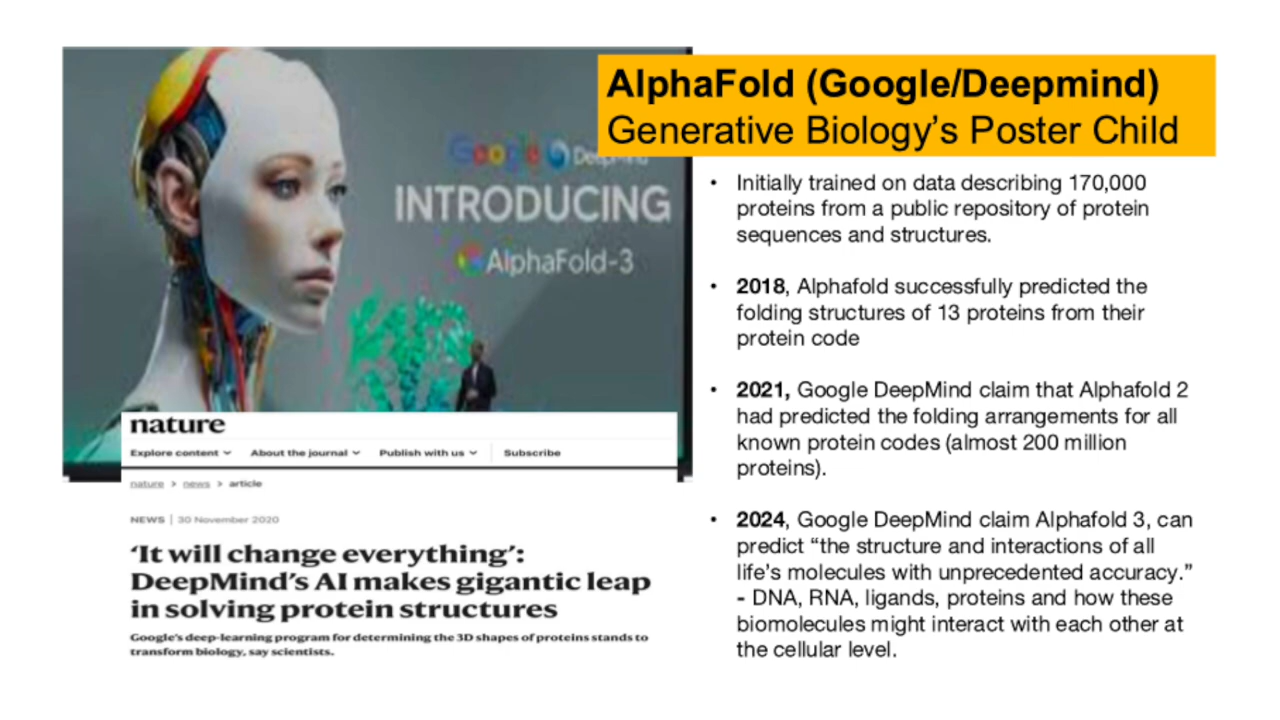 AlphaFold (Google/Deepmind)
Generative Biology's Poster Child
Google DeepMind
INTRODUCING
AlphaFold-3
• Initially trained on data describing 170,000
proteins from a public repository of protein
sequences and structures.
• 2018, Alphafold successfully predicted the
folding structures of 13 proteins from their
protein code
• 2021, Google DeepMind claim that Alphafold 2
had predicted the folding arrangements for all
known protein codes (almost 200 million
proteins).
• 2024, Google DeepMind claim Alphafold 3, can
predict “the structure and interactions of all
life's molecules with unprecedented accuracy.”
- DNA, RNA, ligands, proteins and how these
biomolecules might interact with each other at
the cellular level.
nature
Explore content About the journal Publish with us Subscribe
nature > news > article
NEWS | 30 November 2020
‘It will change everything’:
DeepMind’s AI makes gigantic leap
in solving protein structures
Google’s deep-learning program for determining the 3D shapes of proteins stands to
transform biology, say scientists.